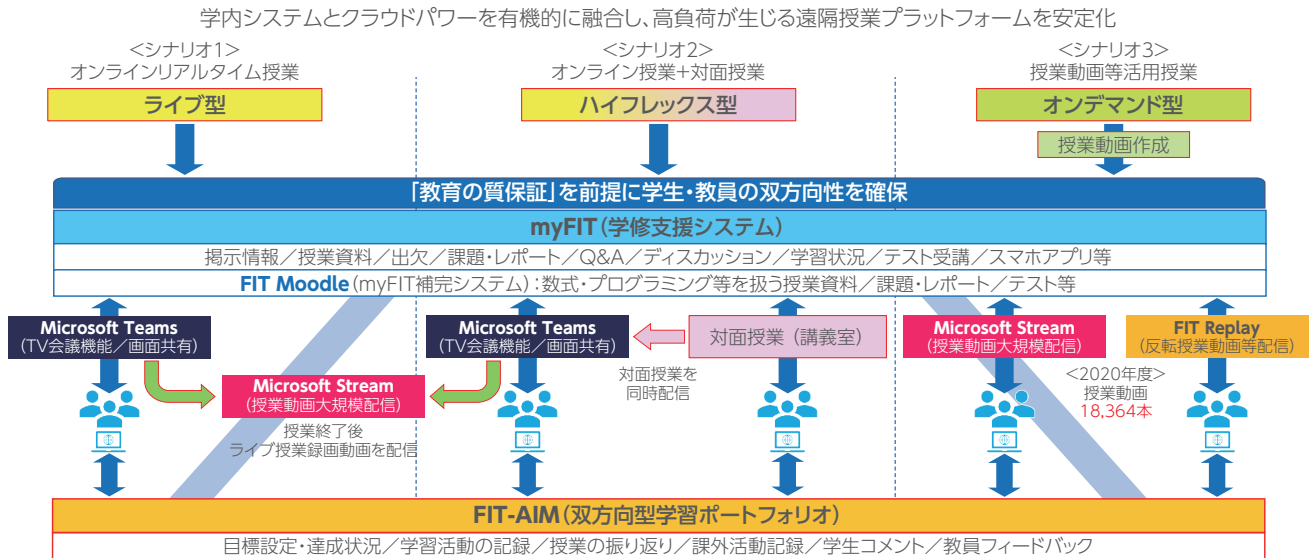 学内システムとクラウドパワーを有機的に融合し、高負荷が生じる遠隔授業プラットフォームを安定化
<シナリオ1>
オンラインリアルタイム授業
ライブ型
<シナリオ2>
オンライン授業+対面授業
ハイフレックス型
<シナリオ3>
授業動画等活用授業
オンデマンド型
授業動画作成
「教育の質保証」を前提に学生・教員の双方向性を確保
myFIT(学修支援システム)
掲示情報/授業資料/出欠/課題・レポート/Q&A/ディスカッション/学習状況/テスト受講/スマホアプリ等
FIT Moodle(myFIT補完システム):数式・プログラミング等を扱う授業資料/課題・レポート/テスト等
Microsoft Teams
(TV会議機能/画面共有)
Microsoft Stream
(授業動画大規模配信)
授業終了後
ライブ授業録画動画を配信
Microsoft Teams
(TV会議機能/画面共有)
対面授業(講義室)
対面授業を
同時配信
Microsoft Stream
(授業動画大規模配信)
FIT Replay
(反転授業動画等配信)
<2020年度>
授業動画
18,364本
FIT-AIM(双方向型学習ポートフォリオ)
目標設定・達成状況/学習活動の記録/授業の振り返り/課外活動記録/学生コメント/教員フィードバック